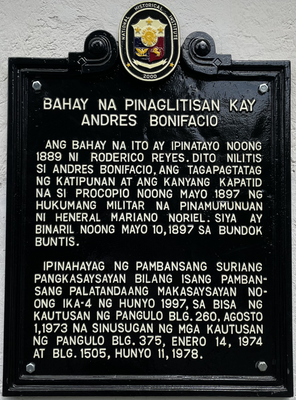 NATIONAL HISTORICAL INSTITUTE
2000
BAHAY NA PINAGLITISAN KAY
ANDRES BONIFACIO
ANG BAHAY NA ITO AY IPINATAYO NOONG
1889 NI RODERICO REYES. DITO NILITIS
SI ANDRES BONIFACIO, ANG TAGAPAGTATAG
NG KATIPUNAN AT ANG KANYANG KAPATID
NA SI PROCOPIO NOONG MAYO 1897 NG
HUKUMANG MILITAR NA PINAMUMUNUAN
NI HENERAL MARIANO NORIEL. SIYA AY
BINARIL NOONG MAYO 10, 1897 SA BUNDOK
BUNTIS.
IPINAHAYAG NG PAMBANSANG SURIANG
PANGKASAYSAYAN BILANG ISANG PAMBAN-
SANG PALATANDAANG MAKASAYSAYAN NO-
ONG IKA-4 NG HUNYO 1997, SA BISA NG
KAUTUSAN NG PANGULO BLG. 260, AGOSTO
1, 1973 NA SINUSUGAN NG MGA KAUTUSAN
NG PANGULO BLG. 375, ENERO 14, 1974
AT BLG. 1505, HUNYO 11, 1978.